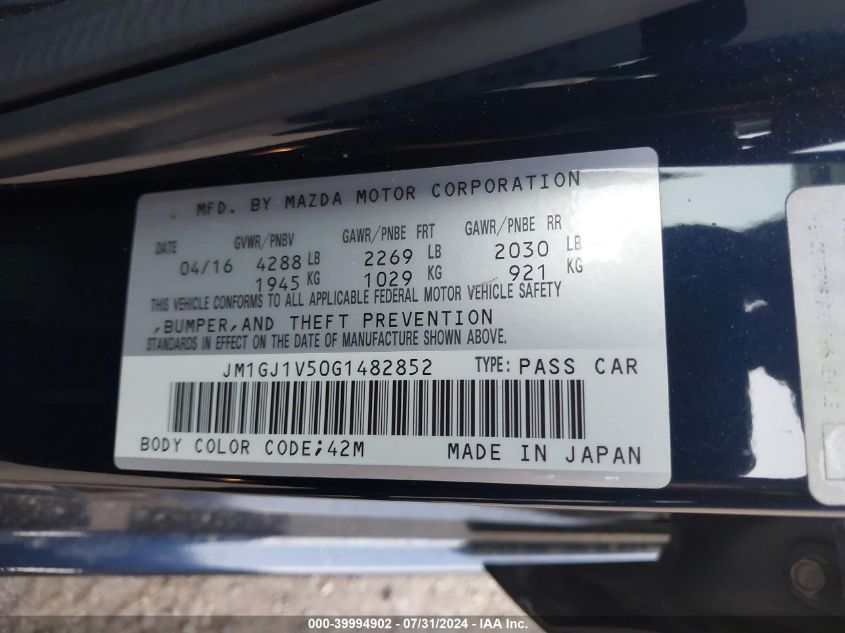 MFD. BY MAZDA MOTOR CORPORATION
DATE GVWR/PNBV GAWR/PNBE FRT GAWR/PNBE RR
04/16 4288 LB 2269 LB 2030 LB
1945 KG 1029 KG 921 KG
THIS VEHICLE CONFORMS TO ALL APPLICABLE FEDERAL MOTOR VEHICLE SAFETY
,BUMPER,AND THEFT PREVENTION
STANDARDS IN EFFECT ON THE DATE OF MANUFACTURE SHOWN ABOVE.
JM1GJ1V50G1482852 TYPE: PASS CAR
BODY COLOR CODE;42M MADE IN JAPAN
000-39994902 - 07/31/2024 - IAA Inc.